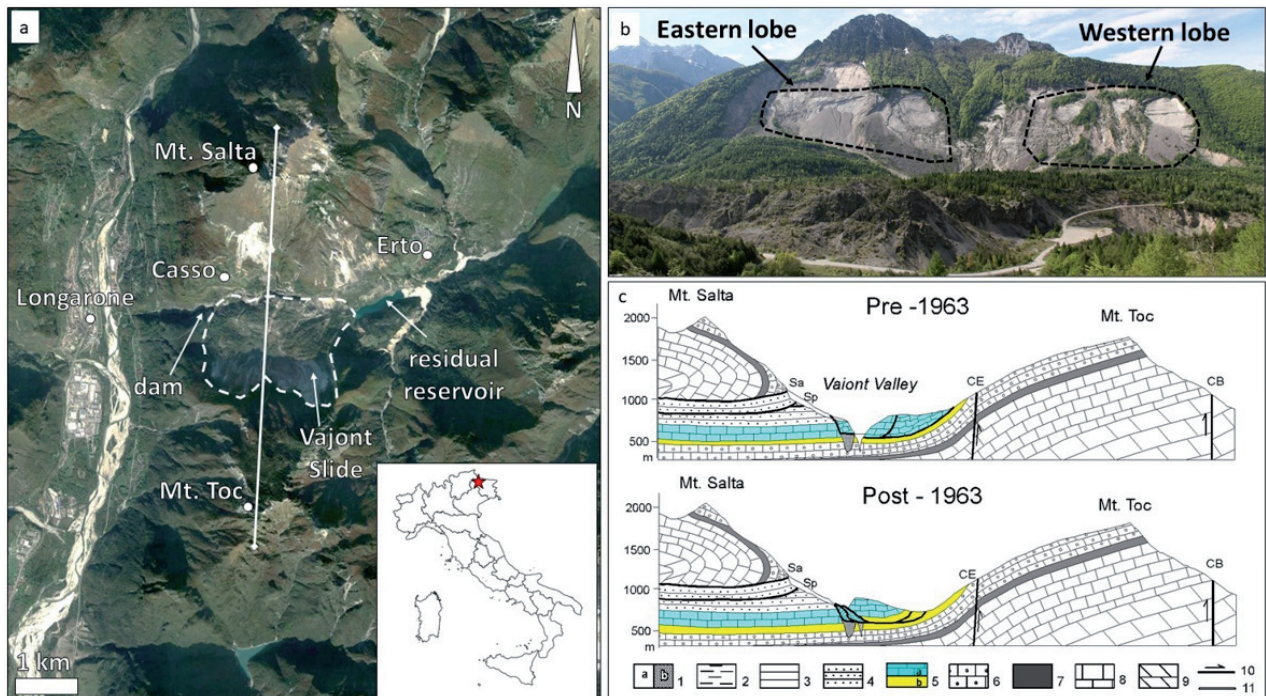 a
N
Mt. Salta
Casso
Erto
Longarone
dam
residual
reservoir
Vajont
Slide
Mt. Toc
1 km
b
Eastern lobe
Western lobe
c
Mt. Salta
Pre -1963
Mt. Toc
2000
1500
1000
500
m
Sa
Sp
Vaiont Valley
CE
CB
Mt. Salta
Post - 1963
Mt. Toc
2000
1500
1000
500
m
Sa
Sp
CE
CB
a b 1 2 3 4 a b 5 6 7 8 9 10
11